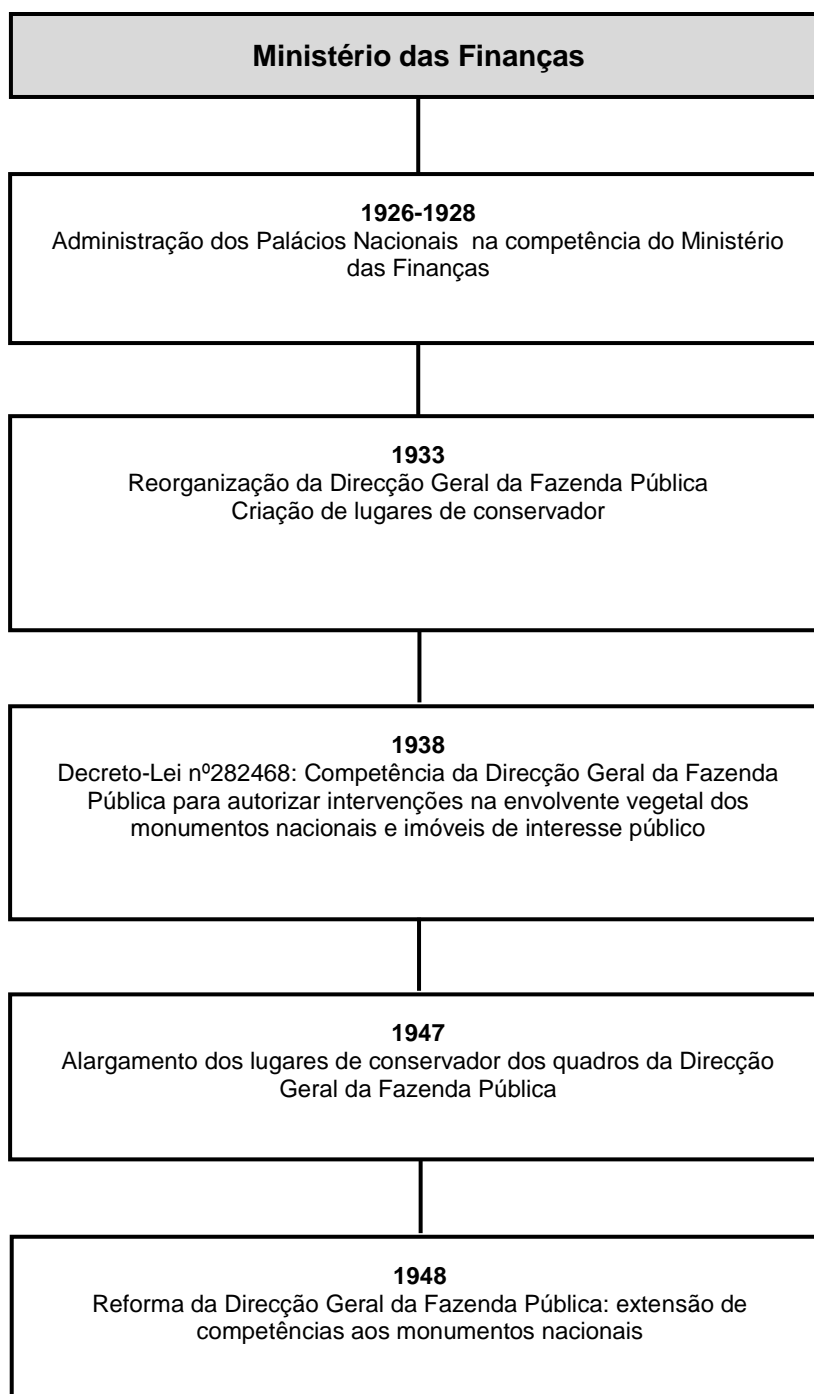 Ministério das Finanças
1926-1928
Administração dos Palácios Nacionais  na competência do Ministério
das Finanças
1933
Reorganização da Direcção Geral da Fazenda Pública
Criação de lugares de conservador
1938
Decreto-Lei nº282468: Competência da Direcção Geral da Fazenda
Pública para autorizar intervenções na envolvente vegetal dos
monumentos nacionais e imóveis de interesse público
1947
Alargamento dos lugares de conservador dos quadros da Direcção
Geral da Fazenda Pública
1948
Reforma da Direcção Geral da Fazenda Pública: extensão de
competências aos monumentos nacionais